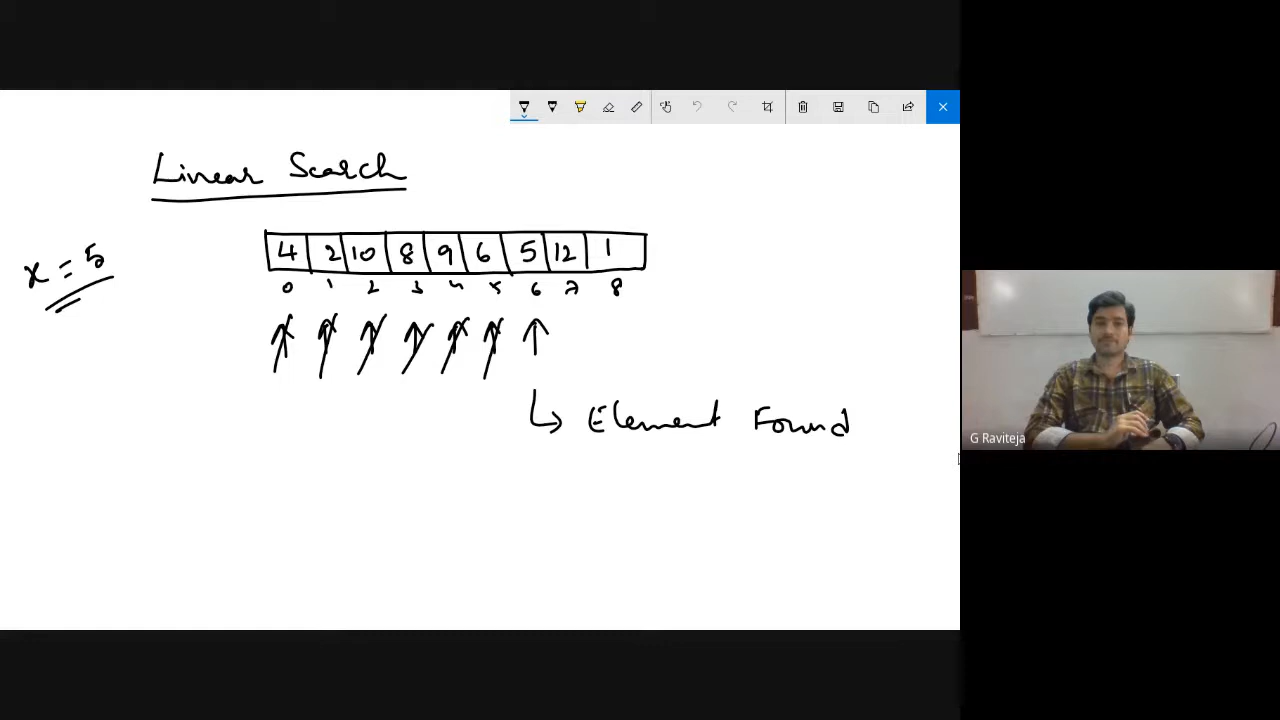 Linear Search
x = 5
4 2 10 8 9 6 5 12 1
0 1 2 3 4 5 6 7 8
Element Found
G Raviteja